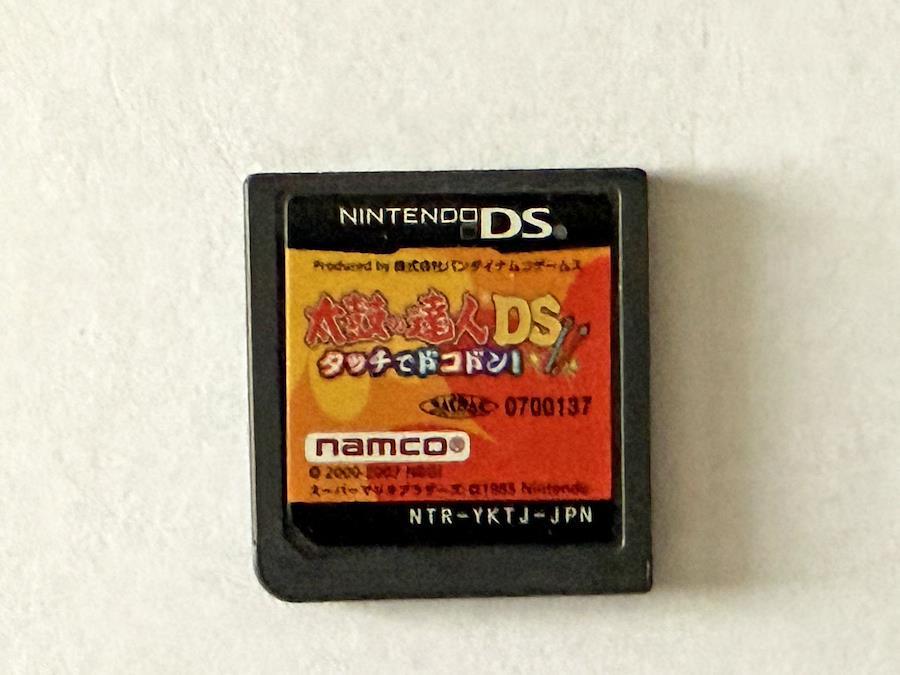 NINTENDO DS
Produced by 株式会社バンダイナムコゲームス
太鼓の達人DS
タッチでドコドン!
0700137
namco
© 2000-2007 NBGI
スーパーマリオブラザーズ ©1985 Nintendo
NTR-YKTJ-JPN